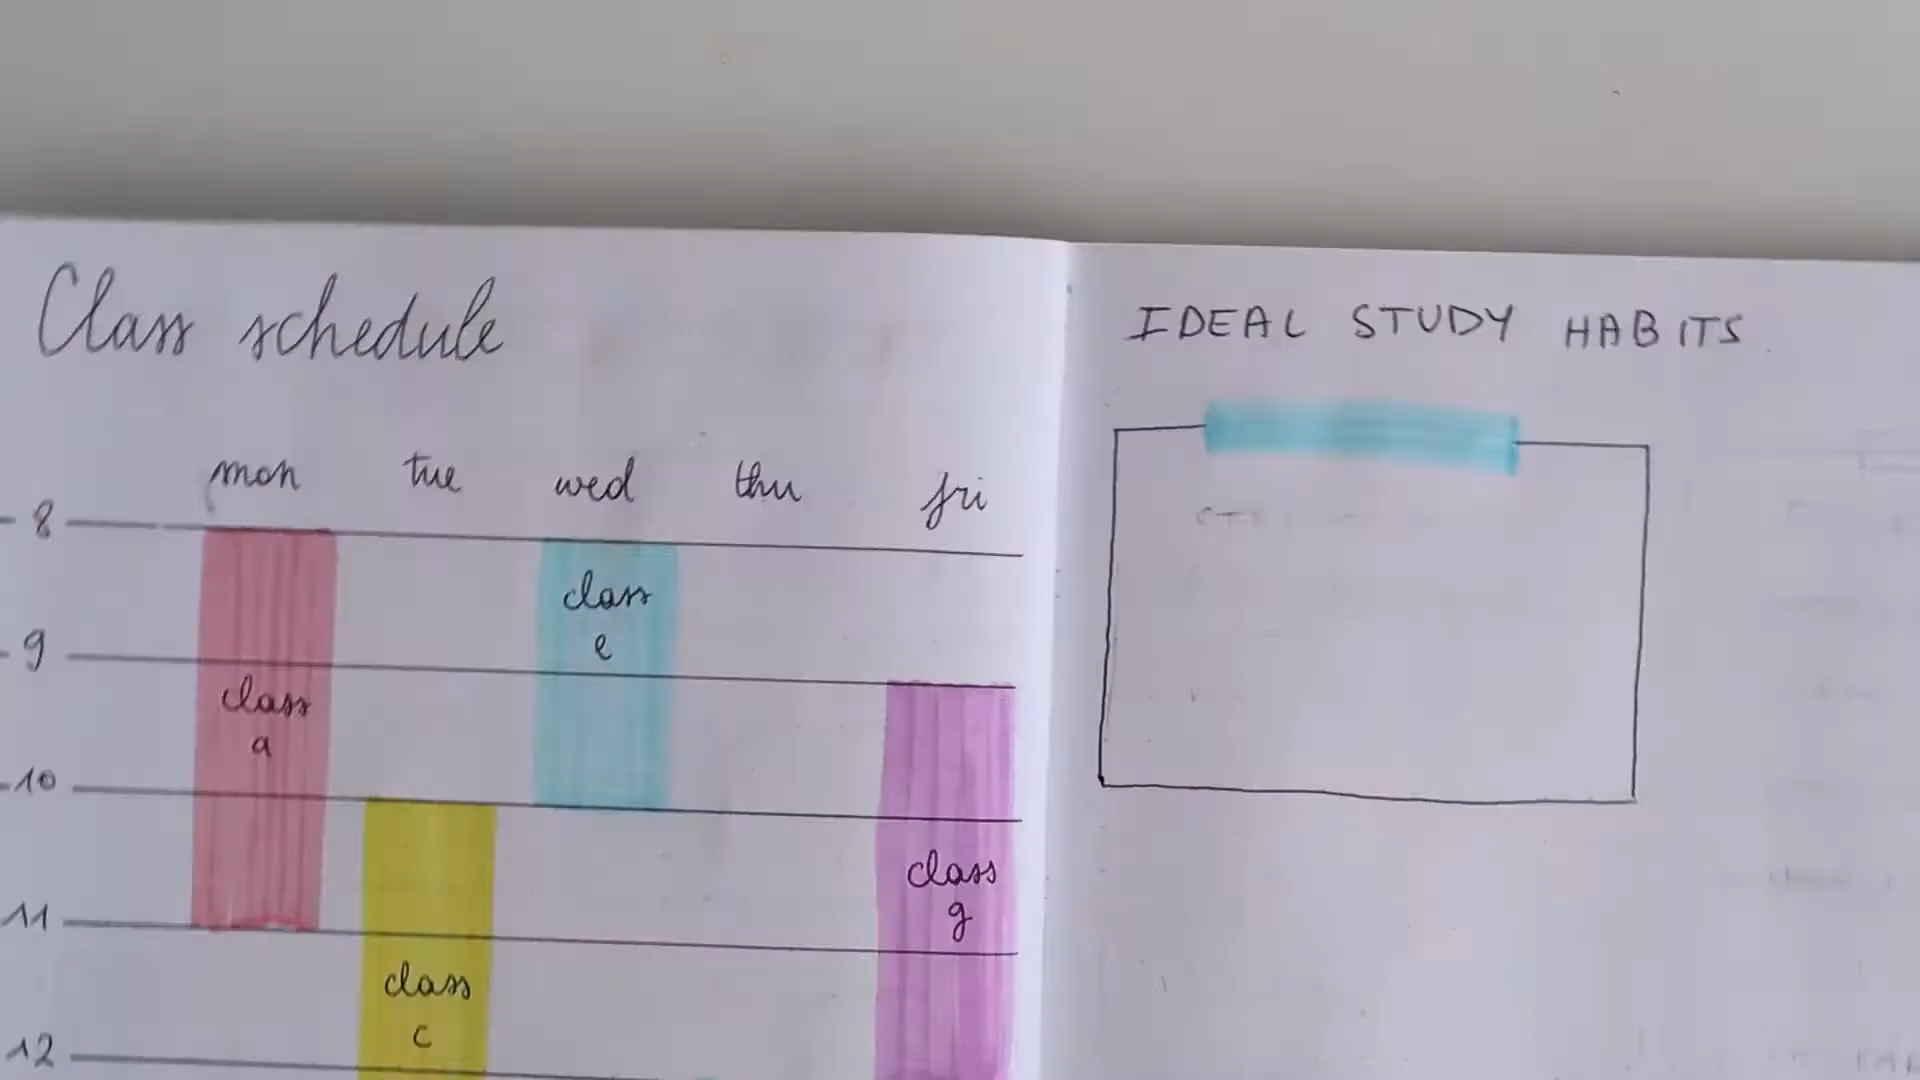 Class schedule
mon tue wed thu fri
8
9
10
11
12
class
a
class
c
class
e
class
g
IDEAL STUDY HABITS